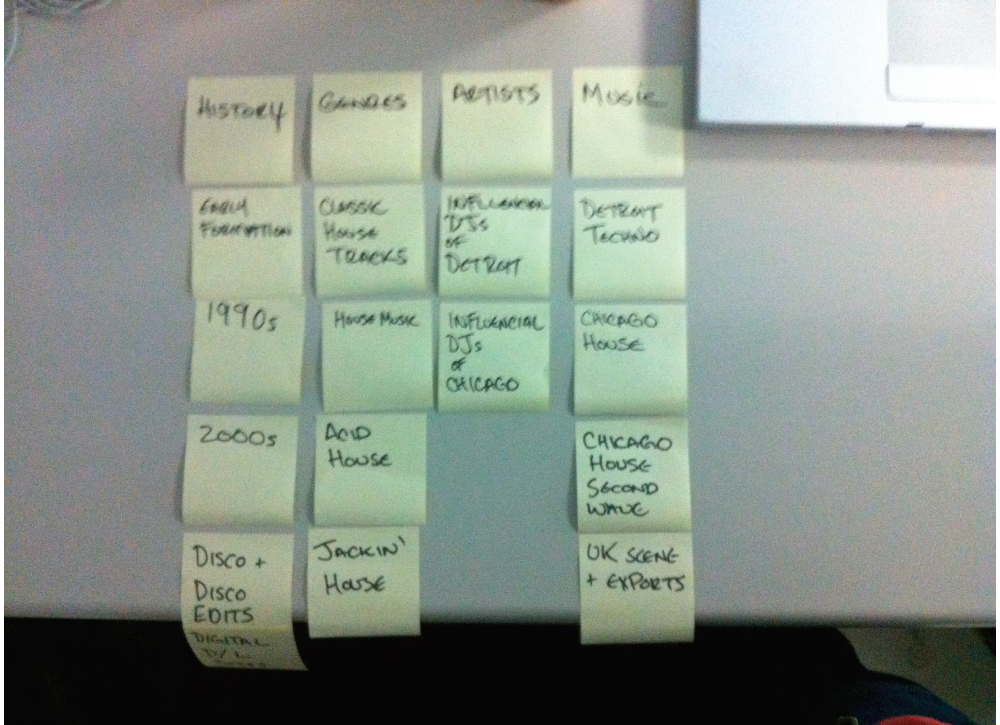 HISTORY
EARLY
FORMATION
1990s
2000s
DISCO +
DISCO
EDITS
DIGITAL
D/L
GENRES
CLASSIC
HOUSE
TRACKS
HOUSE MUSIC
ACID
HOUSE
JACKIN'
HOUSE
ARTISTS
INFLUENCIAL
DJs
OF
DETROIT
INFLUENCIAL
DJs
OF
CHICAGO
MUSIC
DETROIT
TECHNO
CHICAGO
HOUSE
CHICAGO
HOUSE
SECOND
WAVE
UK SCENE
+ EXPORTS